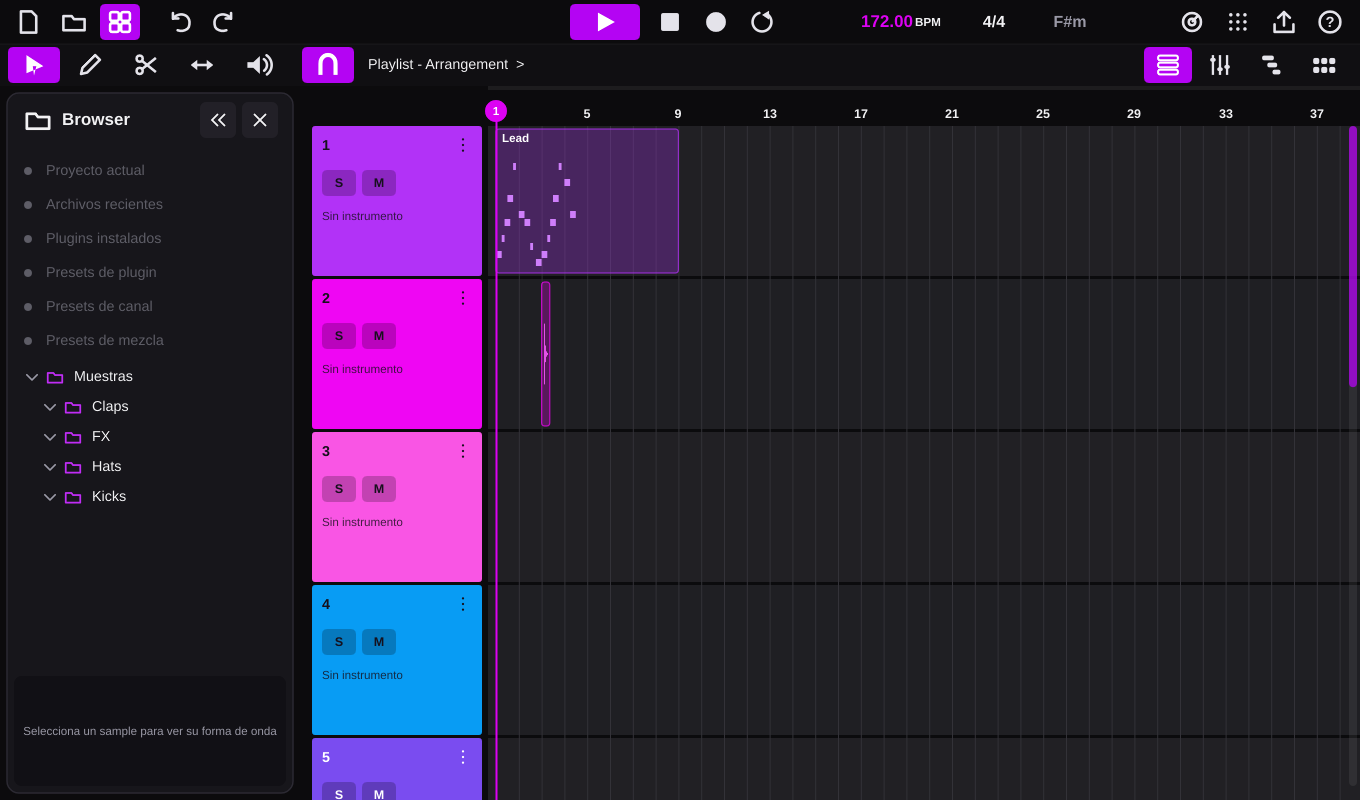 172.00 BPM 4/4 F#m ?
Playlist - Arrangement >
Browser
1 5 9 13 17 21 25 29 33 37
Proyecto actual
Archivos recientes
Plugins instalados
Presets de plugin
Presets de canal
Presets de mezcla
Muestras
Claps
FX
Hats
Kicks
Selecciona un sample para ver su forma de onda
1
S M
Sin instrumento
Lead
2
S M
Sin instrumento
3
S M
Sin instrumento
4
S M
Sin instrumento
5
S M